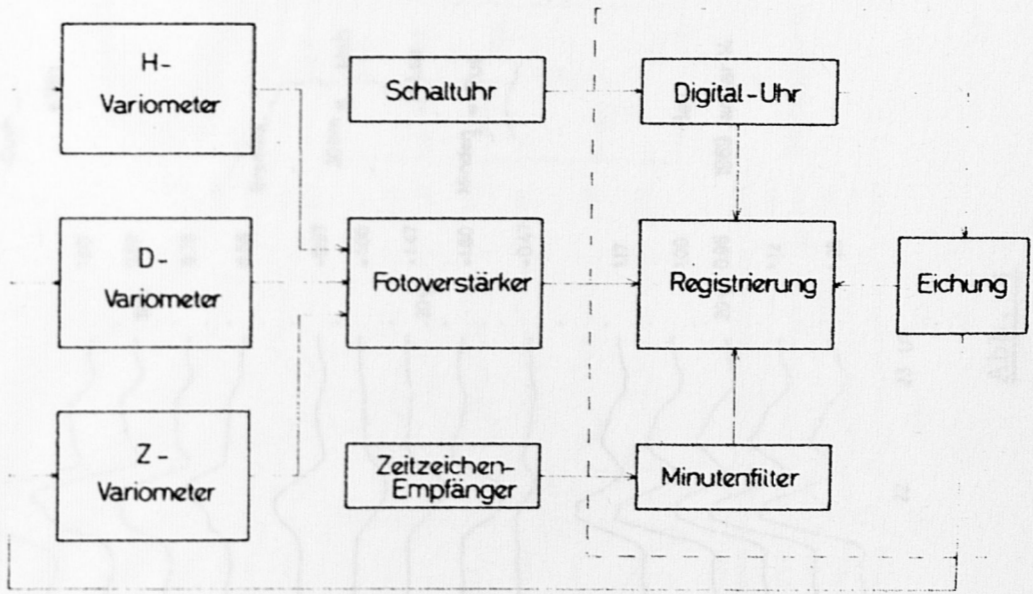 H-
Variometer
Schaltuhr
Digital-Uhr
D-
Variometer
Fotoverstärker
Registrierung
Eichung
Z-
Variometer
Zeitzeichen-
Empfänger
Minutenfilter